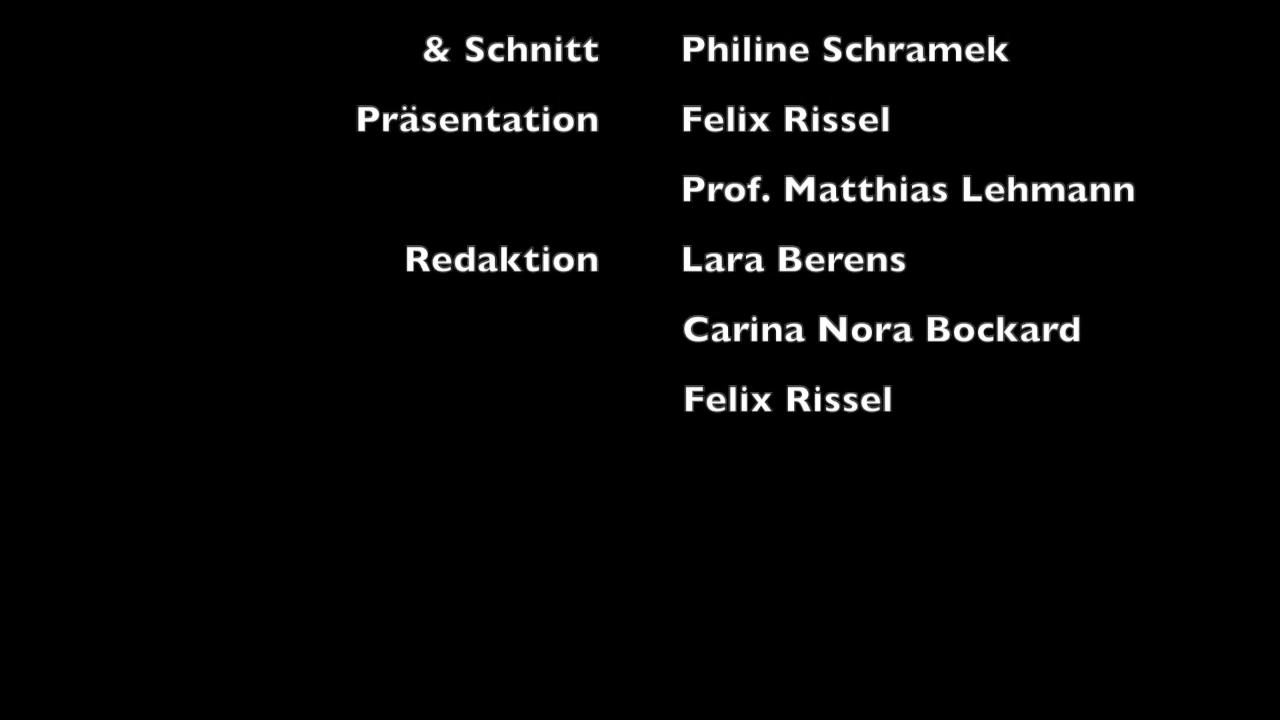 & Schnitt Philine Schramek
Präsentation Felix Rissel
Prof. Matthias Lehmann
Redaktion Lara Berens
Carina Nora Bockard
Felix Rissel